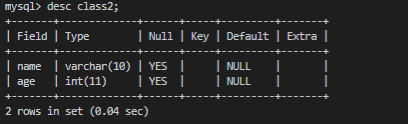 mysql> desc class2;
+-------+-------------+------+-----+---------+-------+
| Field | Type        | Null | Key | Default | Extra |
+-------+-------------+------+-----+---------+-------+
| name  | varchar(10) | YES  |     | NULL    |       |
| age   | int(11)     | YES  |     | NULL    |       |
+-------+-------------+------+-----+---------+-------+
2 rows in set (0.04 sec)